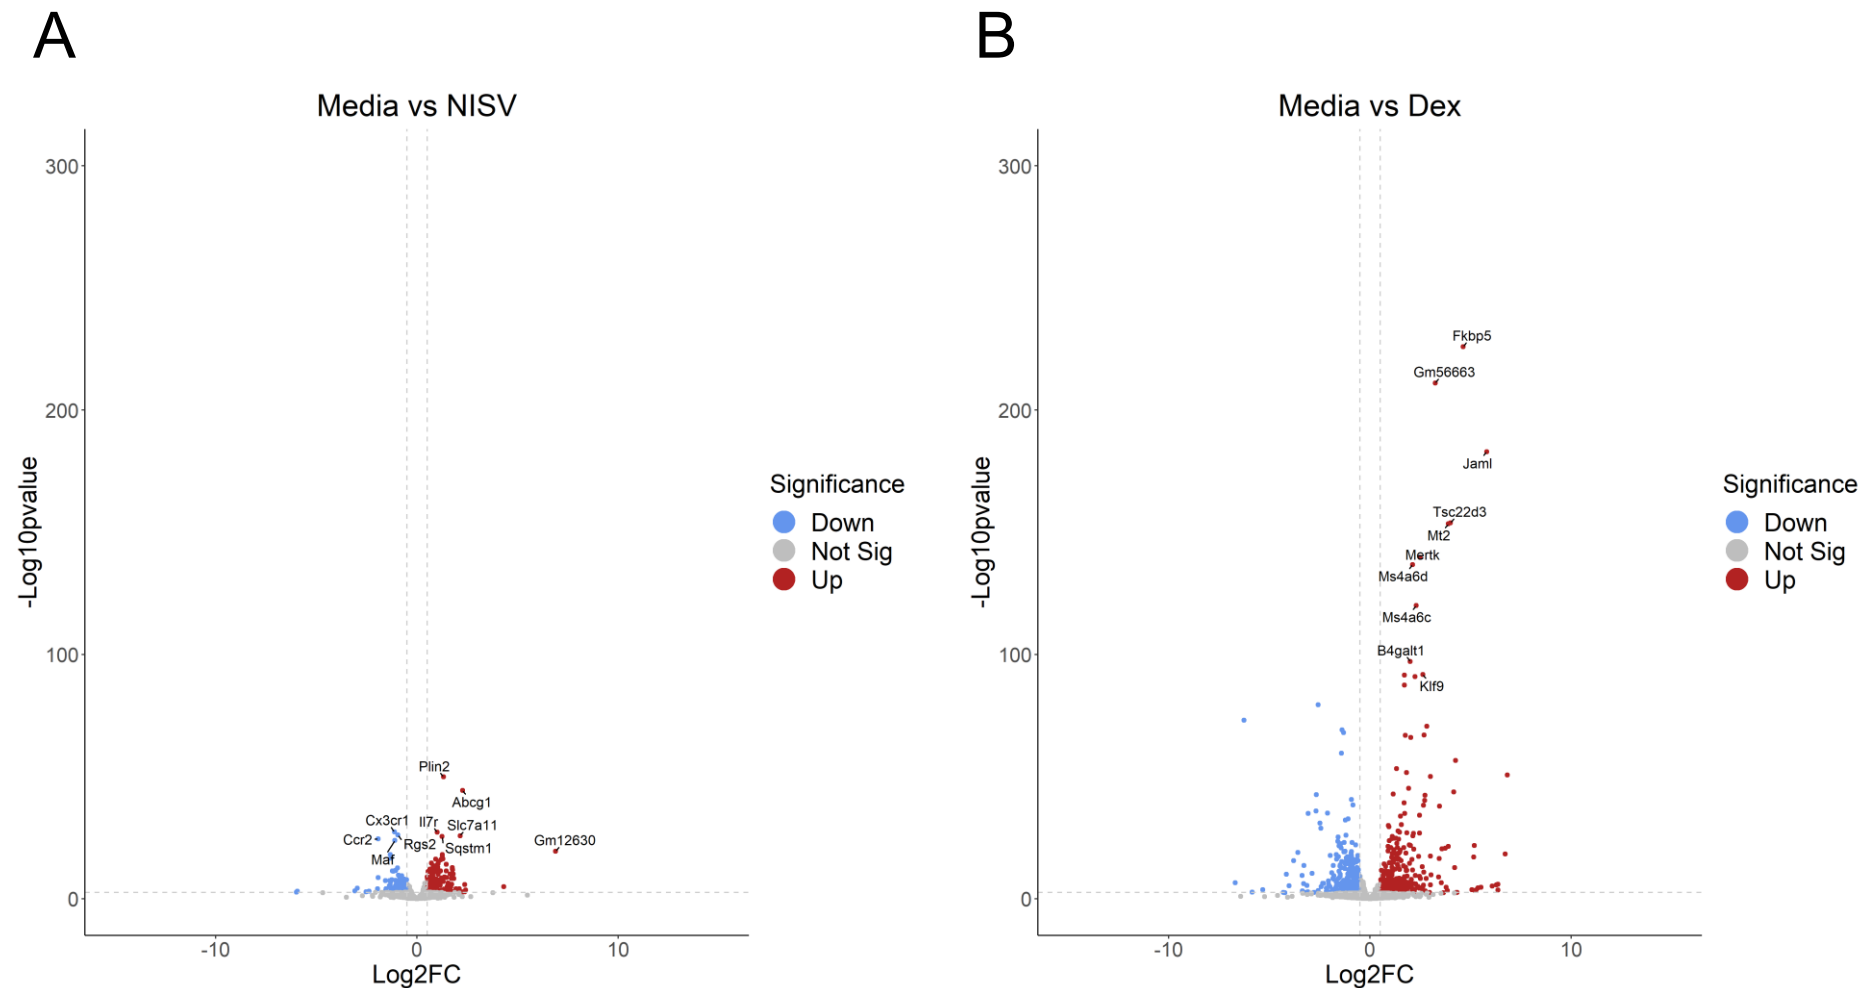 A
Media vs NISV
300
200
100
0
-Log10pvalue
Plin2
Abcg1
Cx3cr1
Il7r
Slc7a11
Ccr2
Rgs2
Sqstm1
Gm12630
Maf
-10
0
10
Log2FC
Significance
Down
Not Sig
Up
B
Media vs Dex
300
200
100
0
-Log10pvalue
Fkbp5
Gm56663
Jaml
Tsc22d3
Mt2
Mertk
Ms4a6d
Ms4a6c
B4galt1
Klf9
-10
0
10
Log2FC
Significance
Down
Not Sig
Up